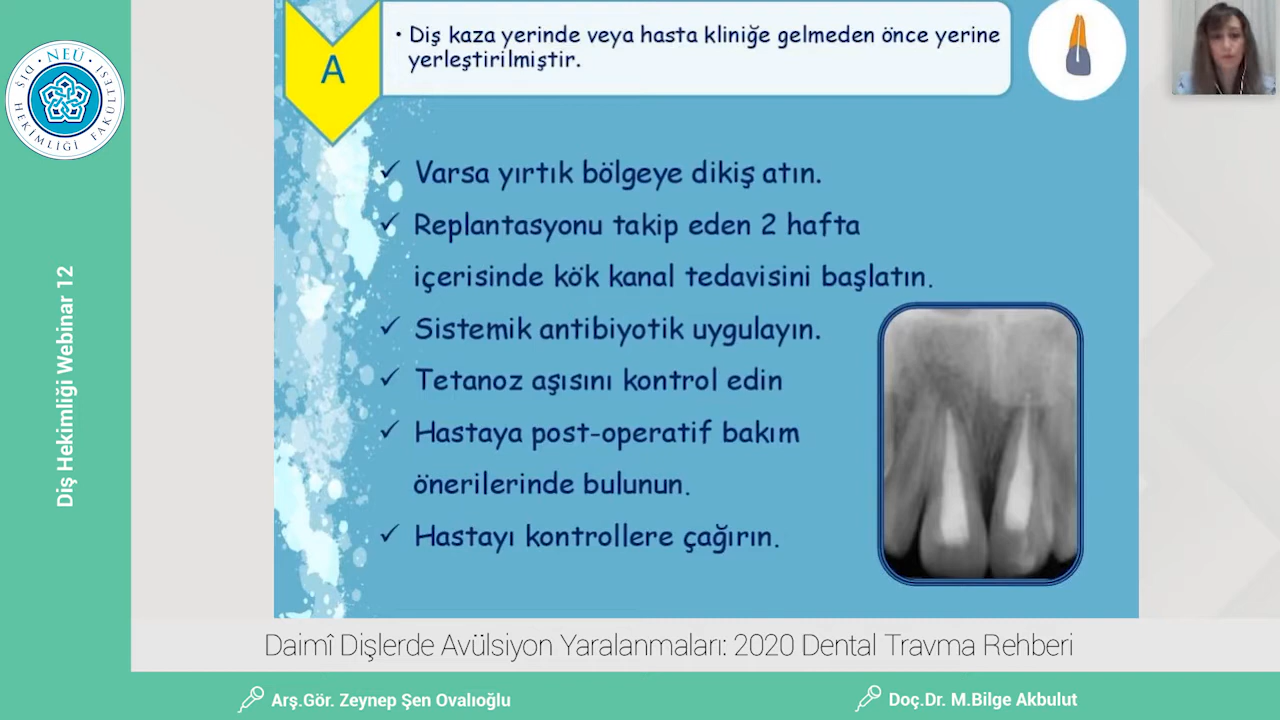 NEÜ
DİŞ HEKİMLİĞİ FAKÜLTESİ
Diş Hekimliği Webinar 12
A
• Diş kaza yerinde veya hasta kliniğe gelmeden önce yerine
yerleştirilmiştir.
✓ Varsa yırtık bölgeye dikiş atın.
✓ Replantasyonu takip eden 2 hafta
içerisinde kök kanal tedavisini başlatın.
✓ Sistemik antibiyotik uygulayın.
✓ Tetanoz aşısını kontrol edin
✓ Hastaya post-operatif bakım
önerilerinde bulunun.
✓ Hastayı kontrollere çağırın.
Daimî Dişlerde Avülsiyon Yaralanmaları: 2020 Dental Travma Rehberi
Arş.Gör. Zeynep Şen Ovalıoğlu
Doç.Dr. M.Bilge Akbulut